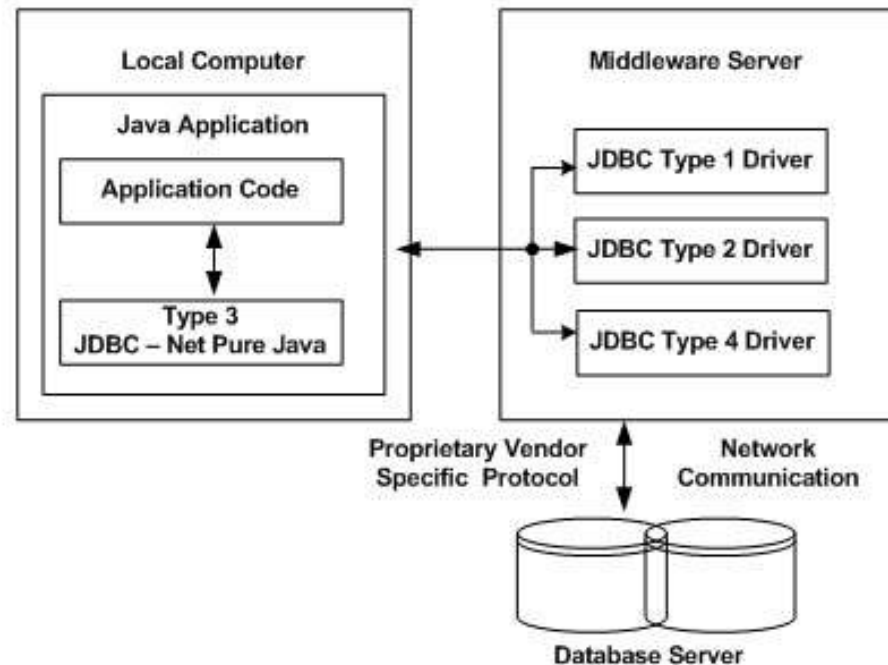 Local Computer
Java Application
Application Code
Type 3
JDBC – Net Pure Java
Middleware Server
JDBC Type 1 Driver
JDBC Type 2 Driver
JDBC Type 4 Driver
Proprietary Vendor
Specific Protocol
Network
Communication
Database Server